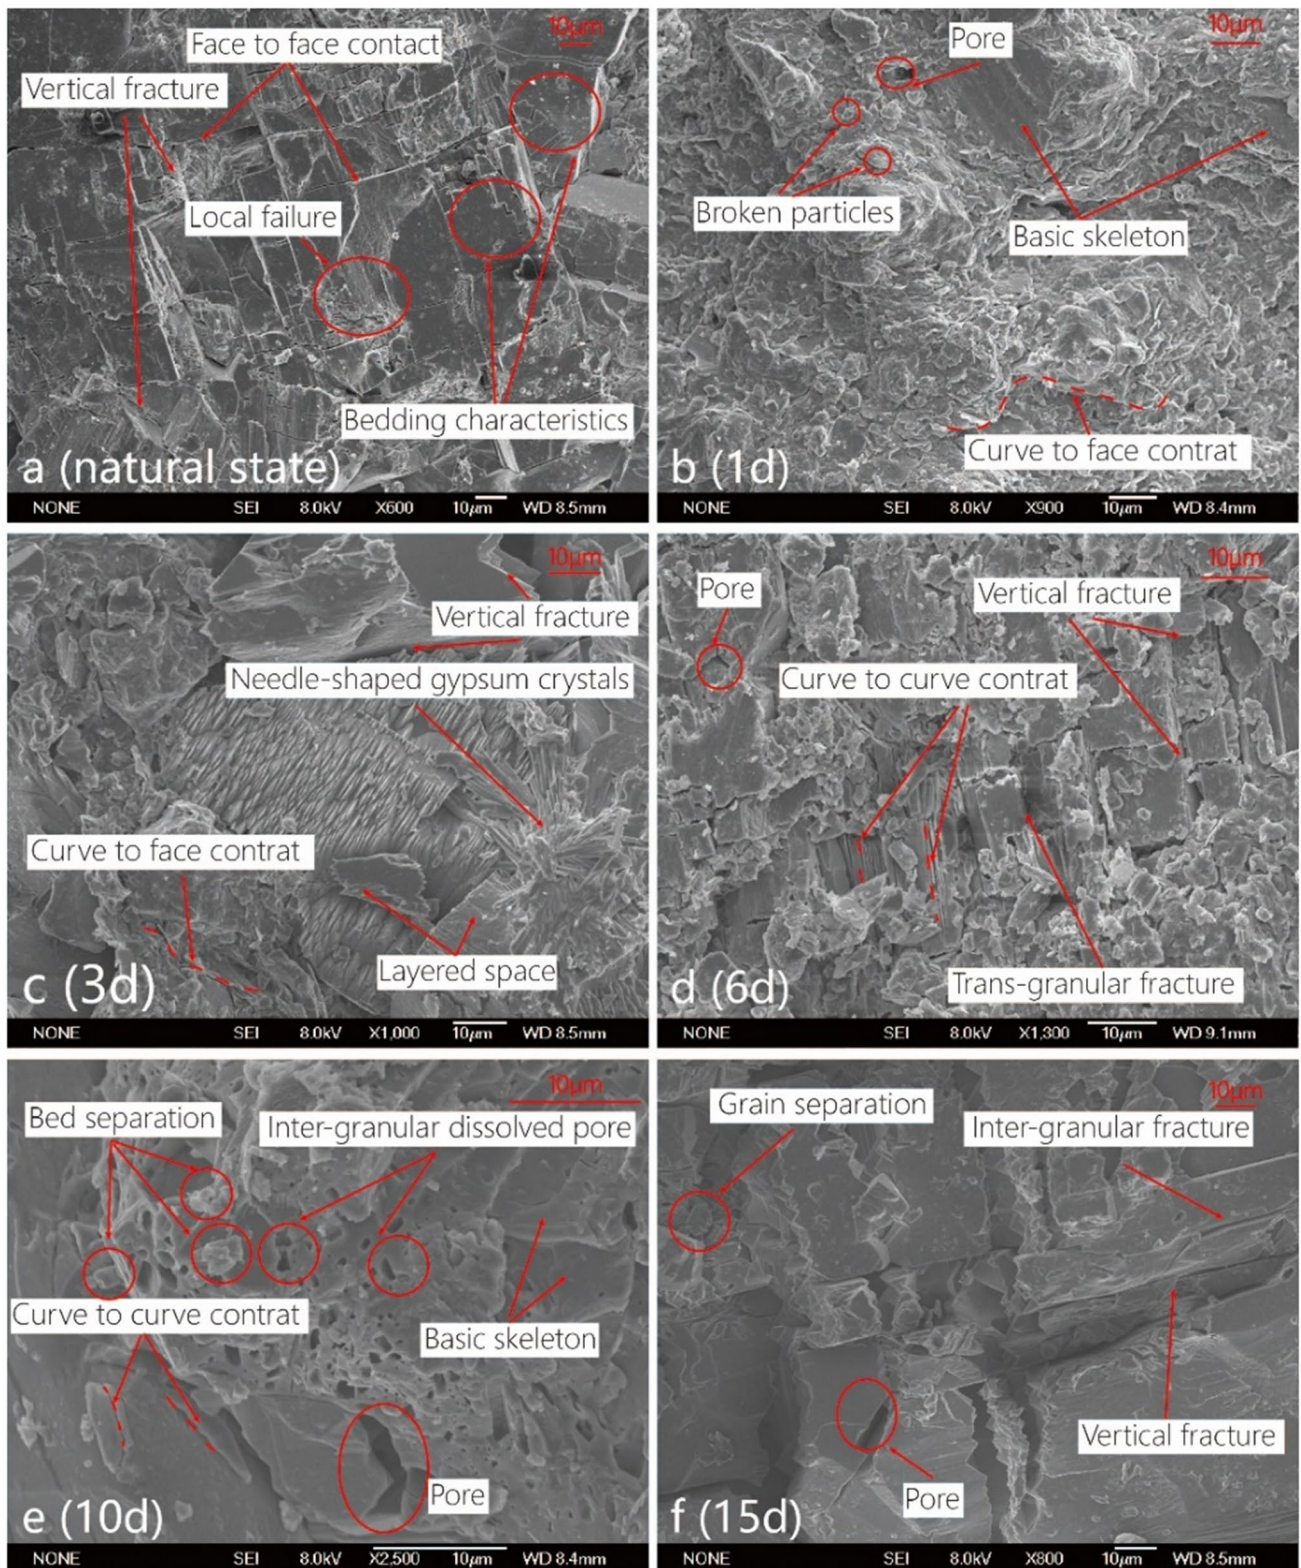 10μm
Face to face contact
Vertical fracture
Local failure
Bedding characteristics
a (natural state)
NONE SEI 8.0kV X600 10μm WD 8.5mm
10μm
Pore
Broken particles
Basic skeleton
Curve to face contrat
b (1d)
NONE SEI 8.0kV X900 10μm WD 8.4mm
10μm
Vertical fracture
Needle-shaped gypsum crystals
Curve to face contrat
Layered space
c (3d)
NONE SEI 8.0kV X1,000 10μm WD 8.5mm
10μm
Pore
Vertical fracture
Curve to curve contrat
Trans-granular fracture
d (6d)
NONE SEI 8.0kV X1,300 10μm WD 9.1mm
10μm
Bed separation
Inter-granular dissolved pore
Curve to curve contrat
Basic skeleton
Pore
e (10d)
SEI 8.0kV X2,500 10μm WD 8.4mm
10μm
Grain separation
Inter-granular fracture
Vertical fracture
Pore
f (15d)
SEI 8.0kV X800 10μm WD 8.5mm